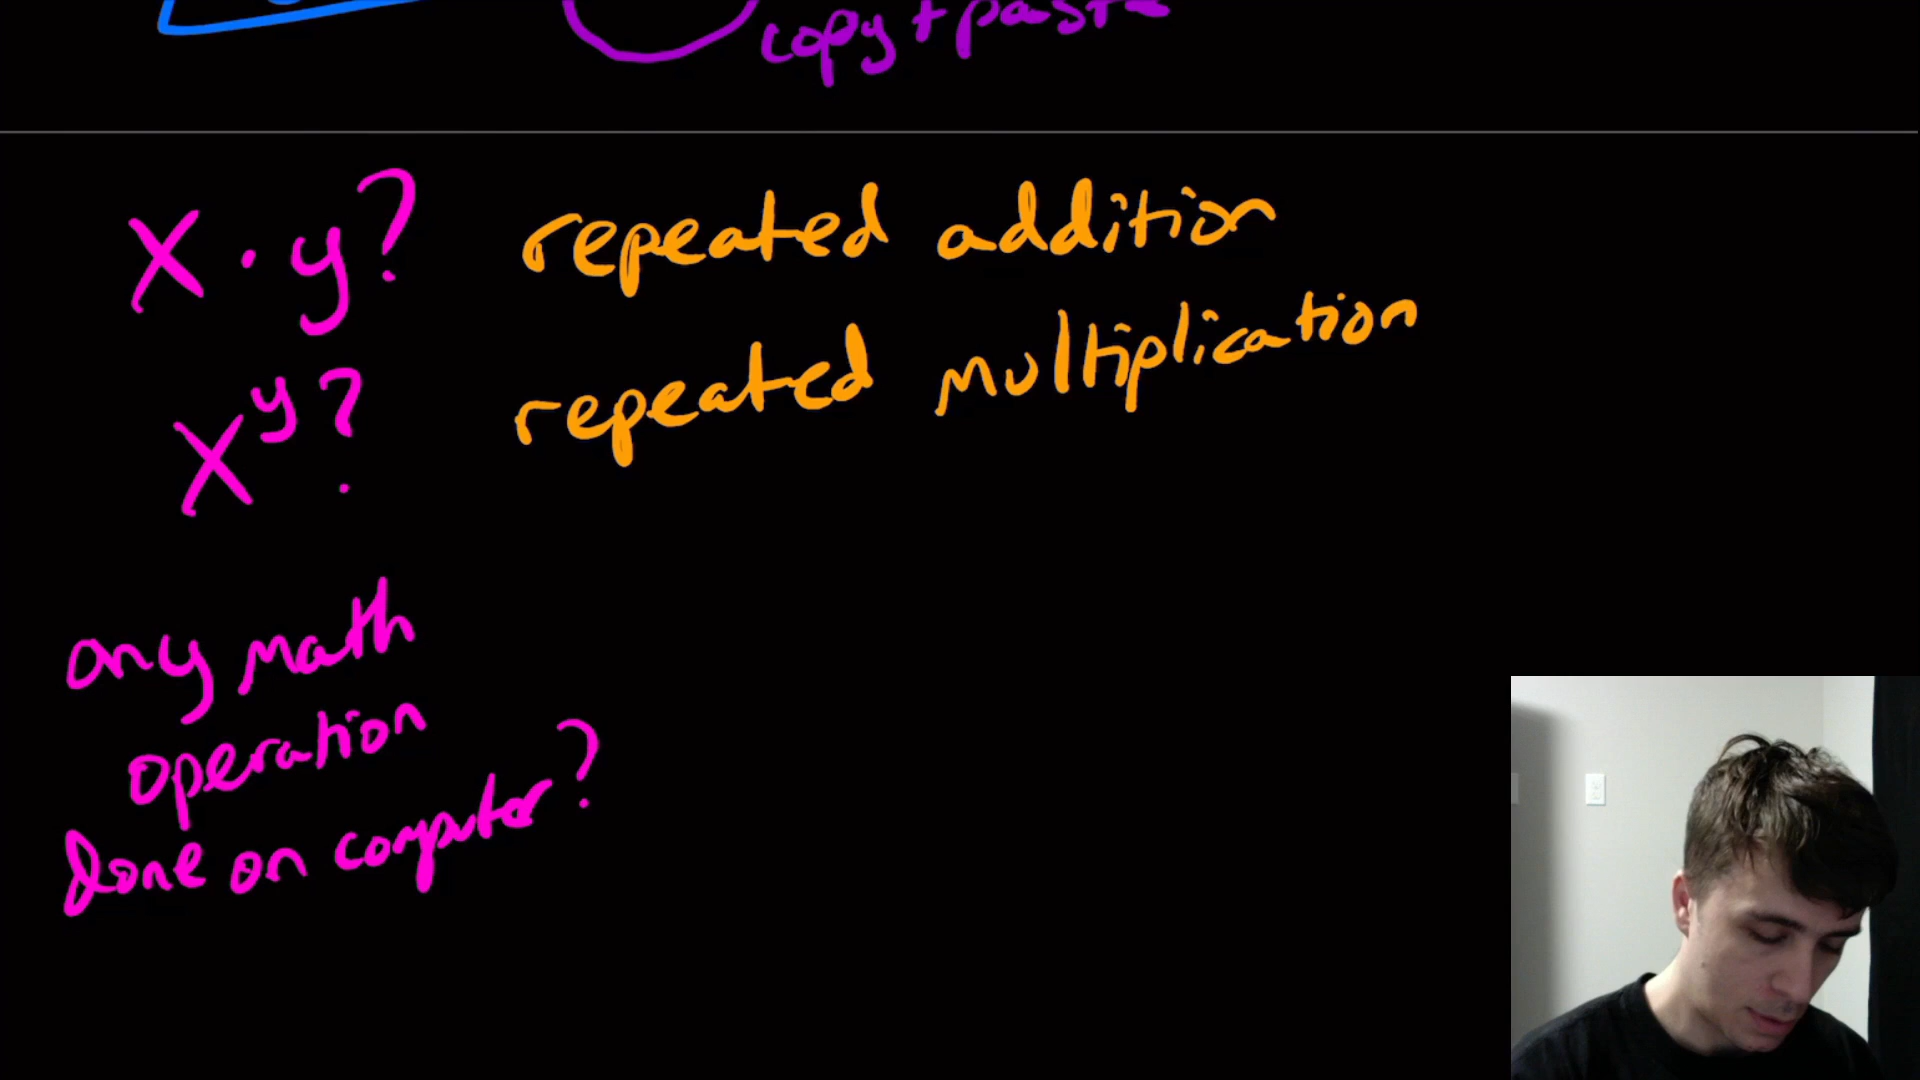 copy + paste
x · y? repeated addition
x^y? repeated multiplication
any math
operation
done on computer?